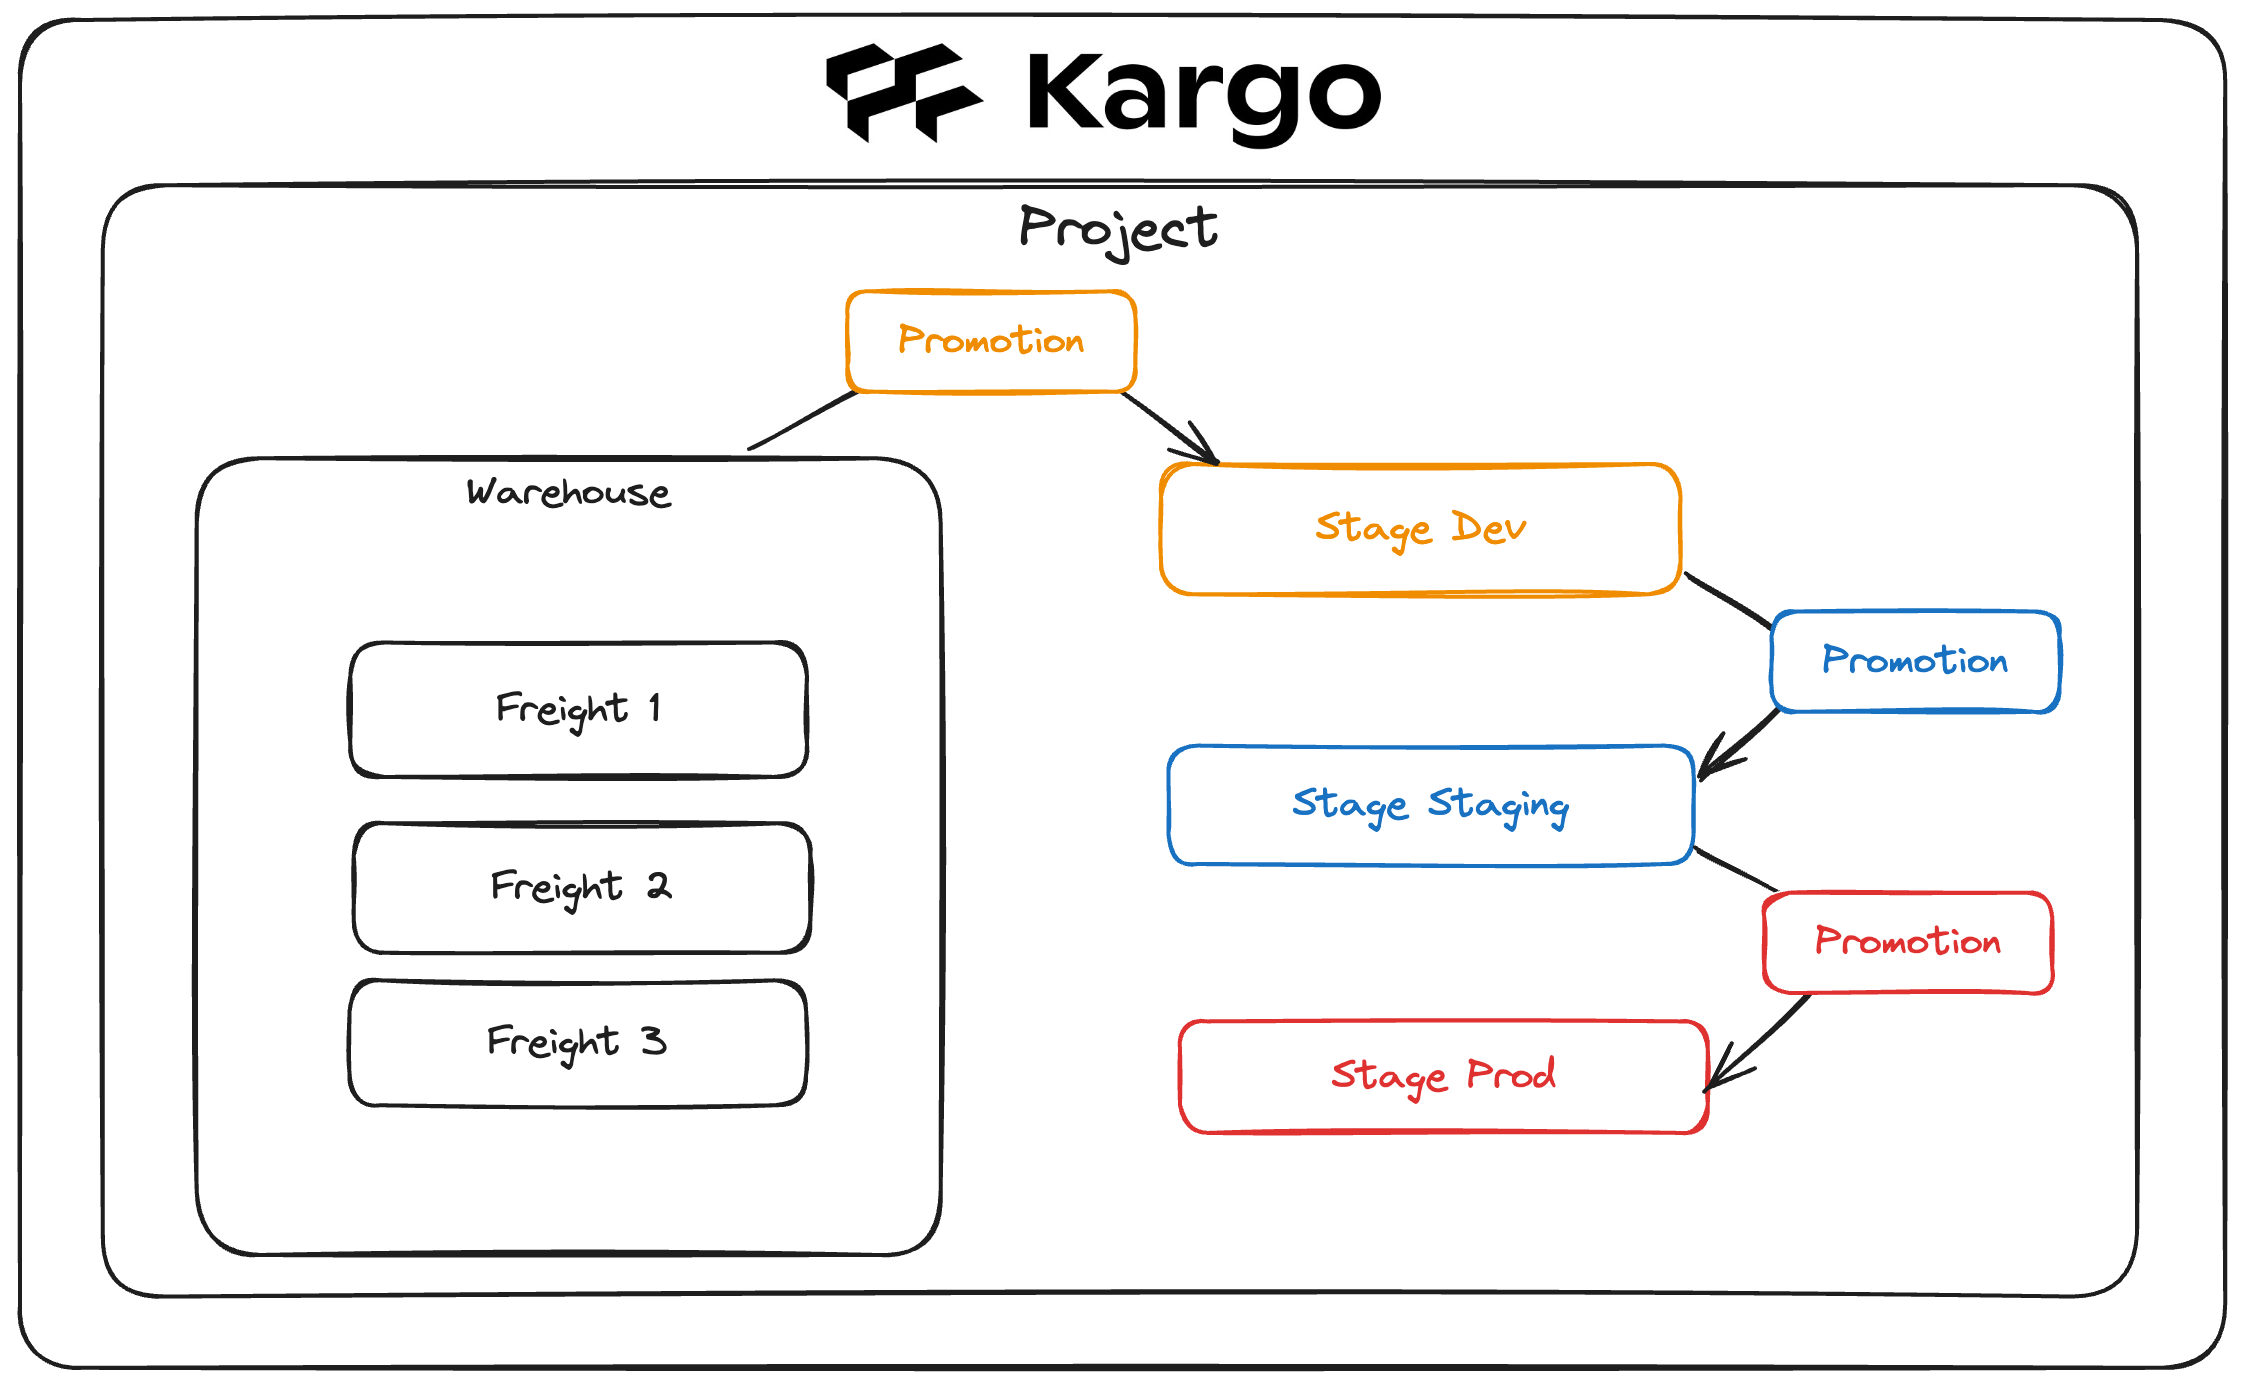 Kargo
Project
Promotion
Warehouse
Stage Dev
Promotion
Freight 1
Stage Staging
Freight 2
Promotion
Freight 3
Stage Prod